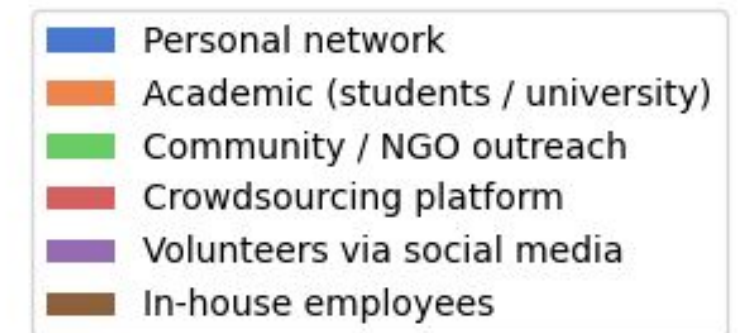 Personal network
Academic (students / university)
Community / NGO outreach
Crowdsourcing platform
Volunteers via social media
In-house employees